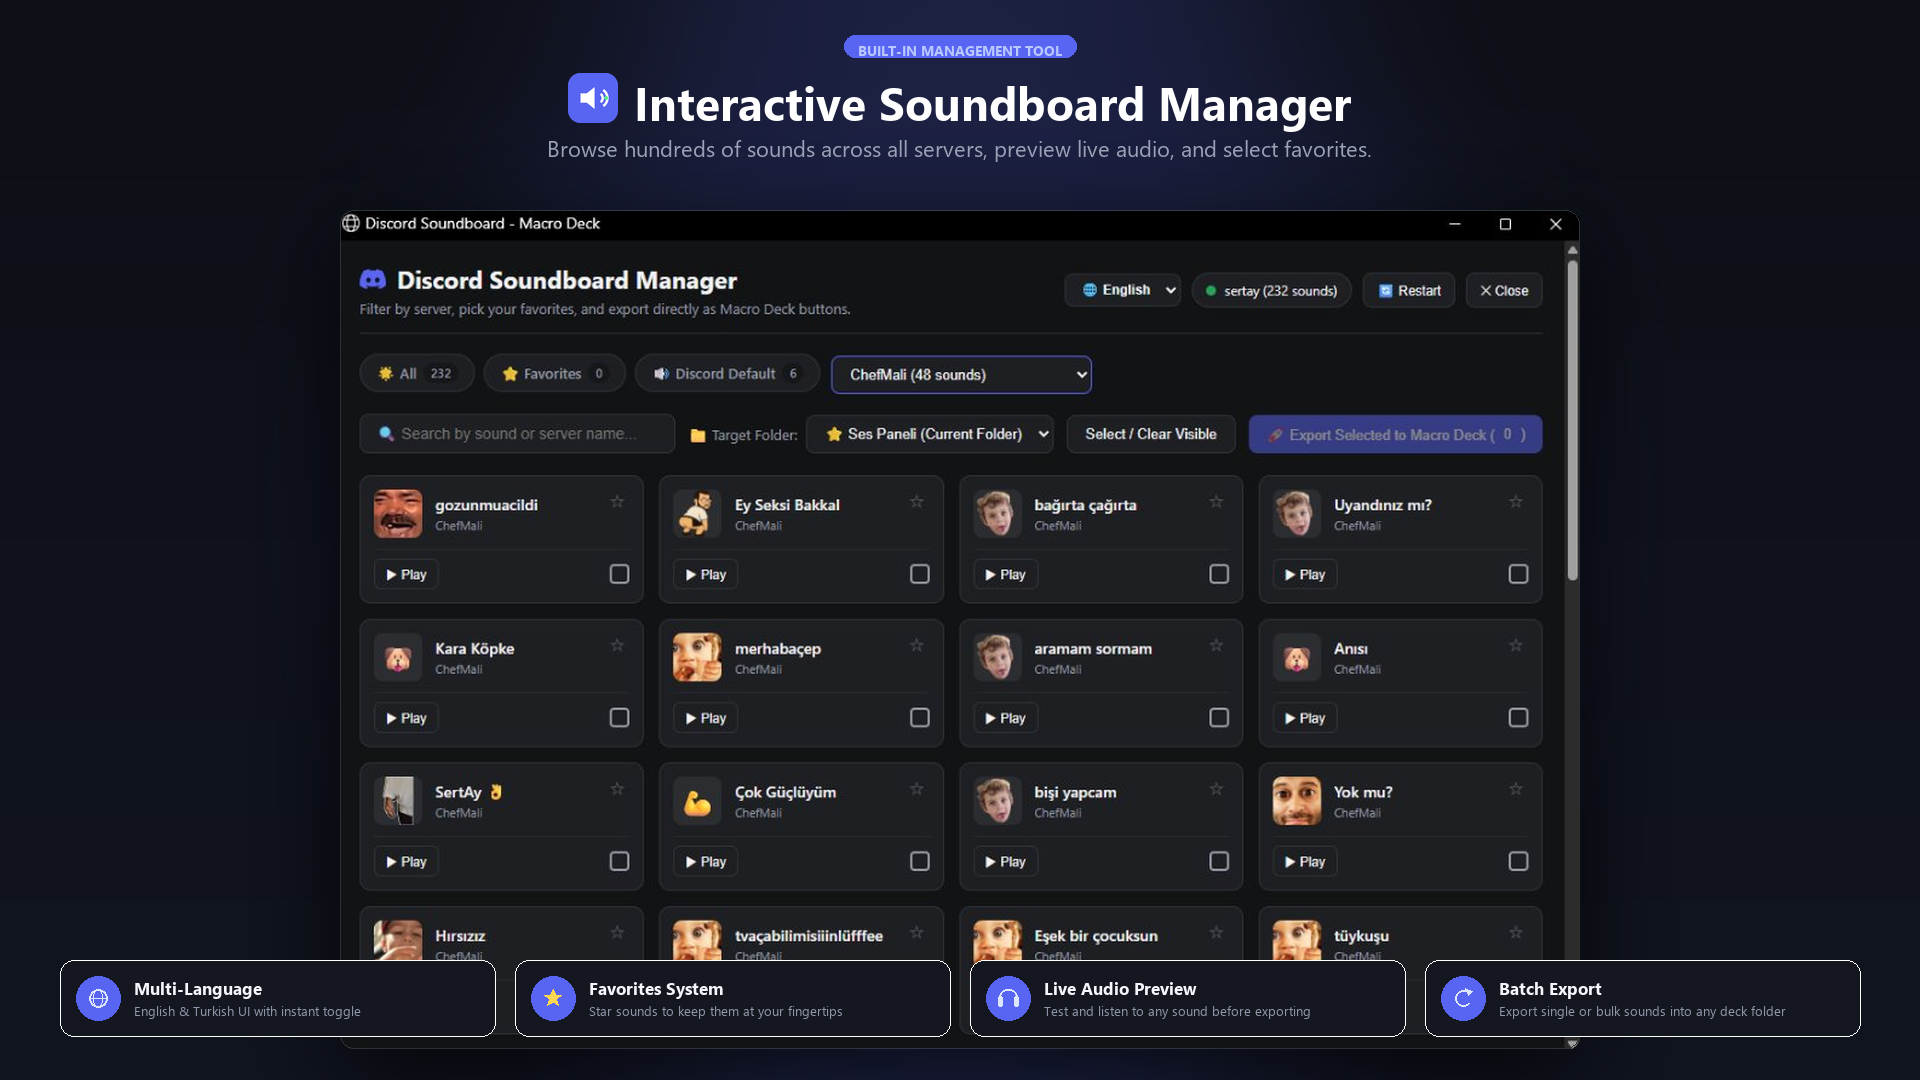 BUILT-IN MANAGEMENT TOOL
Interactive Soundboard Manager
Browse hundreds of sounds across all servers, preview live audio, and select favorites.
Discord Soundboard - Macro Deck
Discord Soundboard Manager
Filter by server, pick your favorites, and export directly as Macro Deck buttons.
English
sertay (232 sounds)
Restart
Close
All 232
Favorites 0
Discord Default 6
ChefMali (48 sounds)
Search by sound or server name...
Target Folder:
Ses Paneli (Current Folder)
Select / Clear Visible
Export Selected to Macro Deck ( 0 )
gozunmuacildi
ChefMali
Play
Ey Seksi Bakkal
ChefMali
Play
bağırta çağırta
ChefMali
Play
Uyandınız mı?
ChefMali
Play
Kara Köpke
ChefMali
Play
merhabaçep
ChefMali
Play
aramam sormam
ChefMali
Play
Anısı
ChefMali
Play
SertAy 👌
ChefMali
Play
Çok Güçlüyüm
ChefMali
Play
bişi yapcam
ChefMali
Play
Yok mu?
ChefMali
Play
Hırsızız
ChefMali
tvaçabilimisiiinlüfffee
ChefMali
Eşek bir çocuksun
ChefMali
tüykuşu
ChefMali
Multi-Language
English & Turkish UI with instant toggle
Favorites System
Star sounds to keep them at your fingertips
Live Audio Preview
Test and listen to any sound before exporting
Batch Export
Export single or bulk sounds into any deck folder